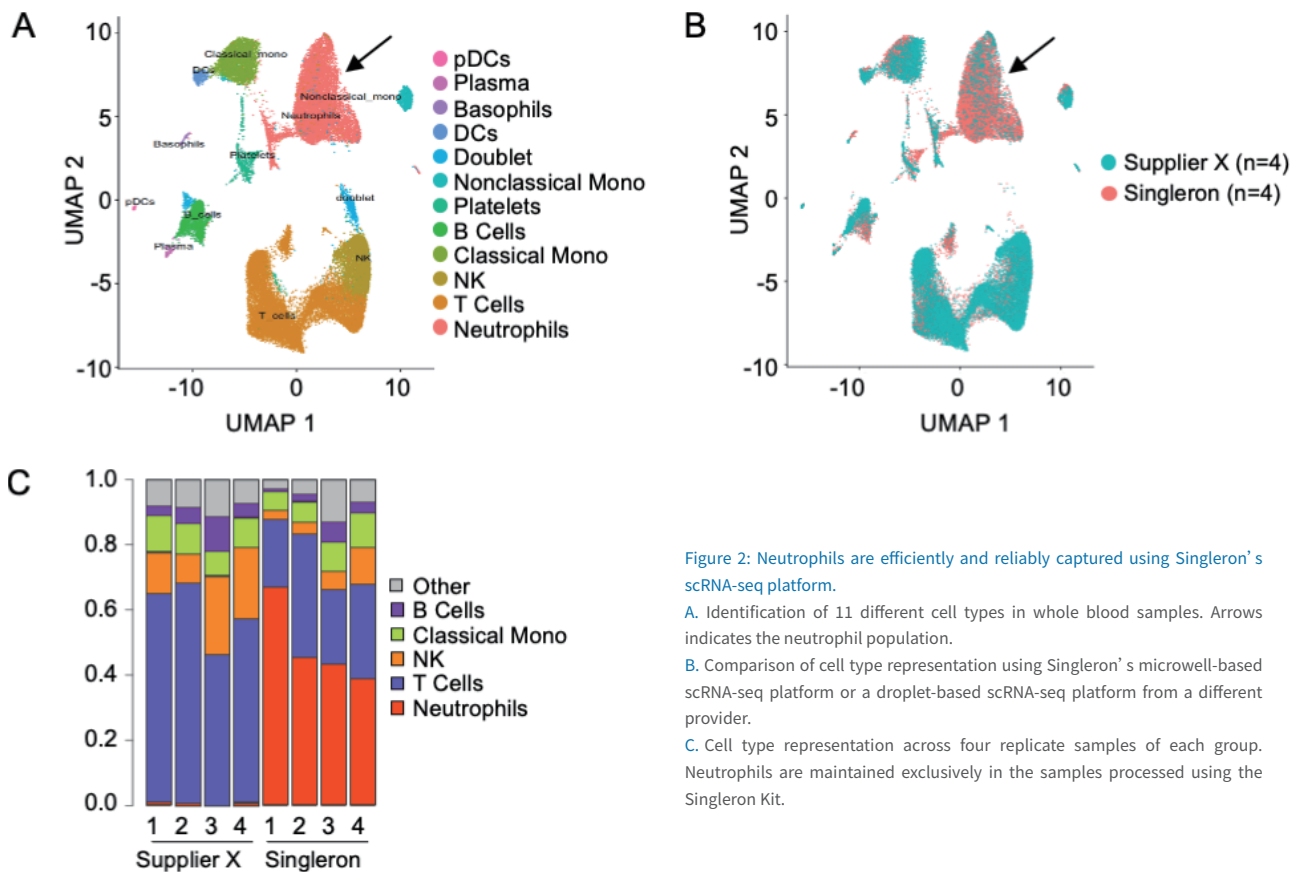 A
10
5
0
-5
-10
UMAP 2
-10
0
10
UMAP 1
Classical_mono
DCs
Nonclassical_mono
Neutrophils
Basophils
Platelets
pDCs
B_cells
Plasma
doublet
NK
T_cells
pDCs
Plasma
Basophils
DCs
Doublet
Nonclassical Mono
Platelets
B Cells
Classical Mono
NK
T Cells
Neutrophils
B
10
5
0
-5
-10
UMAP 2
-10
0
10
UMAP 1
Supplier X (n=4)
Singleron (n=4)
C
1.0
0.8
0.6
0.4
0.2
0.0
1 2 3 4 1 2 3 4
Supplier X Singleron
Other
B Cells
Classical Mono
NK
T Cells
Neutrophils
Figure 2: Neutrophils are efficiently and reliably captured using Singleron's
scRNA-seq platform.
A. Identification of 11 different cell types in whole blood samples. Arrows
indicates the neutrophil population.
B. Comparison of cell type representation using Singleron's microwell-based
scRNA-seq platform or a droplet-based scRNA-seq platform from a different
provider.
C. Cell type representation across four replicate samples of each group.
Neutrophils are maintained exclusively in the samples processed using the
Singleron Kit.